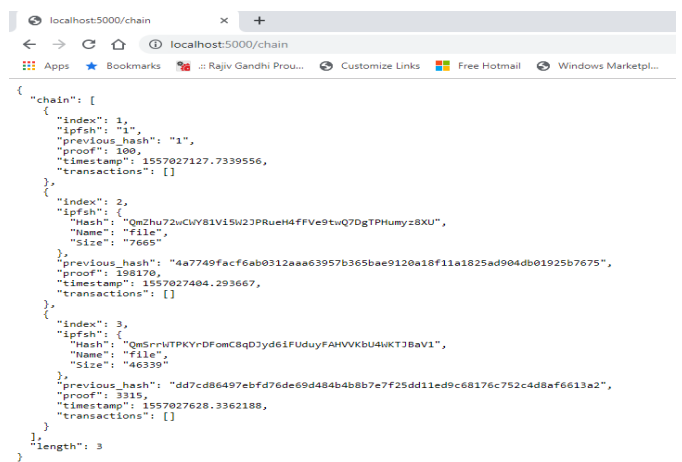 localhost:5000/chain × +
localhost:5000/chain
Apps Bookmarks .:: Rajiv Gandhi Prou... Customize Links Free Hotmail Windows Marketpl...
{
  "chain": [
    {
      "index": 1,
      "ipfsh": "1",
      "previous_hash": "1",
      "proof": 100,
      "timestamp": 1557027127.7339556,
      "transactions": []
    },
    {
      "index": 2,
      "ipfsh": {
        "Hash": "QmZhu72wCWY81Vi5W2JPRueH4fFVe9twQ7DgTPHumyz8XU",
        "Name": "file",
        "Size": "7665"
      },
      "previous_hash": "4a7749facf6ab0312aaa63957b365bae9120a18f11a1825ad904db01925b7675",
      "proof": 198170,
      "timestamp": 1557027404.293667,
      "transactions": []
    },
    {
      "index": 3,
      "ipfsh": {
        "Hash": "QmSrrWTPKYrDFomC8qDJyd6iFUduyFAHVVKbU4WKTJBaV1",
        "Name": "file",
        "Size": "46339"
      },
      "previous_hash": "dd7cd86497ebfd76de69d484b4b8b7e7f25dd11ed9c68176c752c4d8af6613a2",
      "proof": 3315,
      "timestamp": 1557027628.3362188,
      "transactions": []
    }
  ],
  "length": 3
}